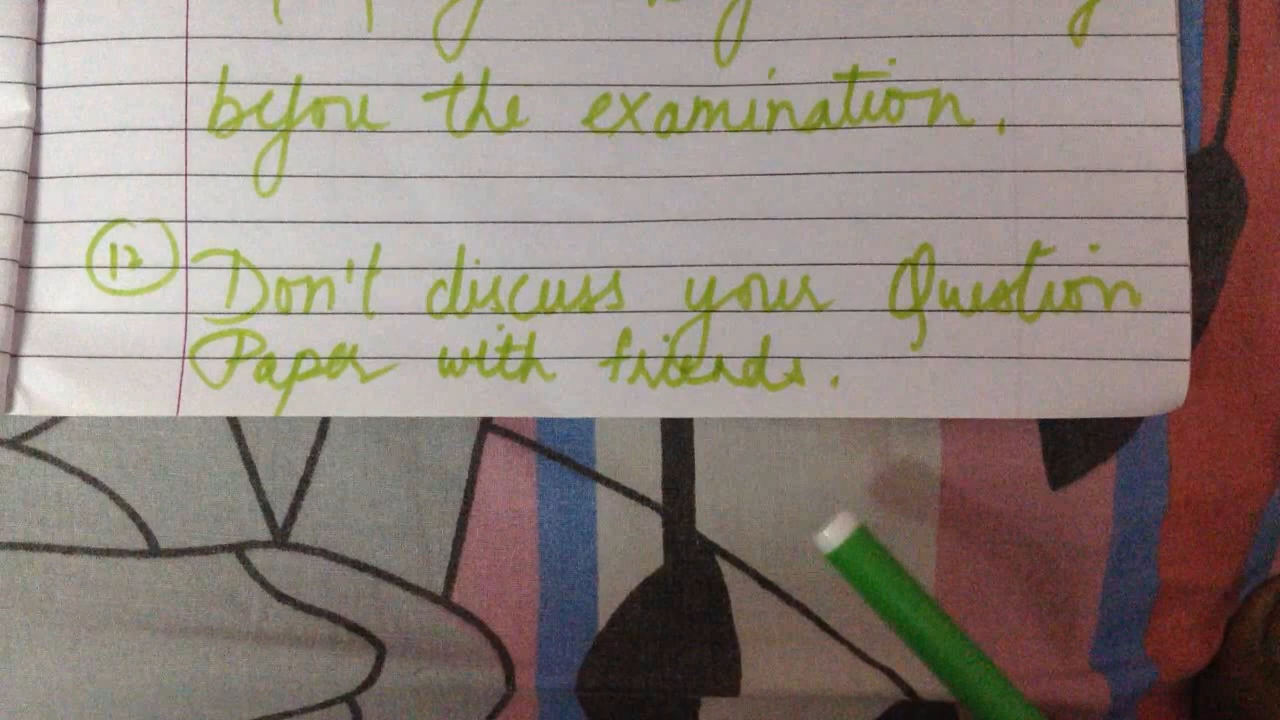 before the examination.
12 Don't discuss your Question
Paper with friends.